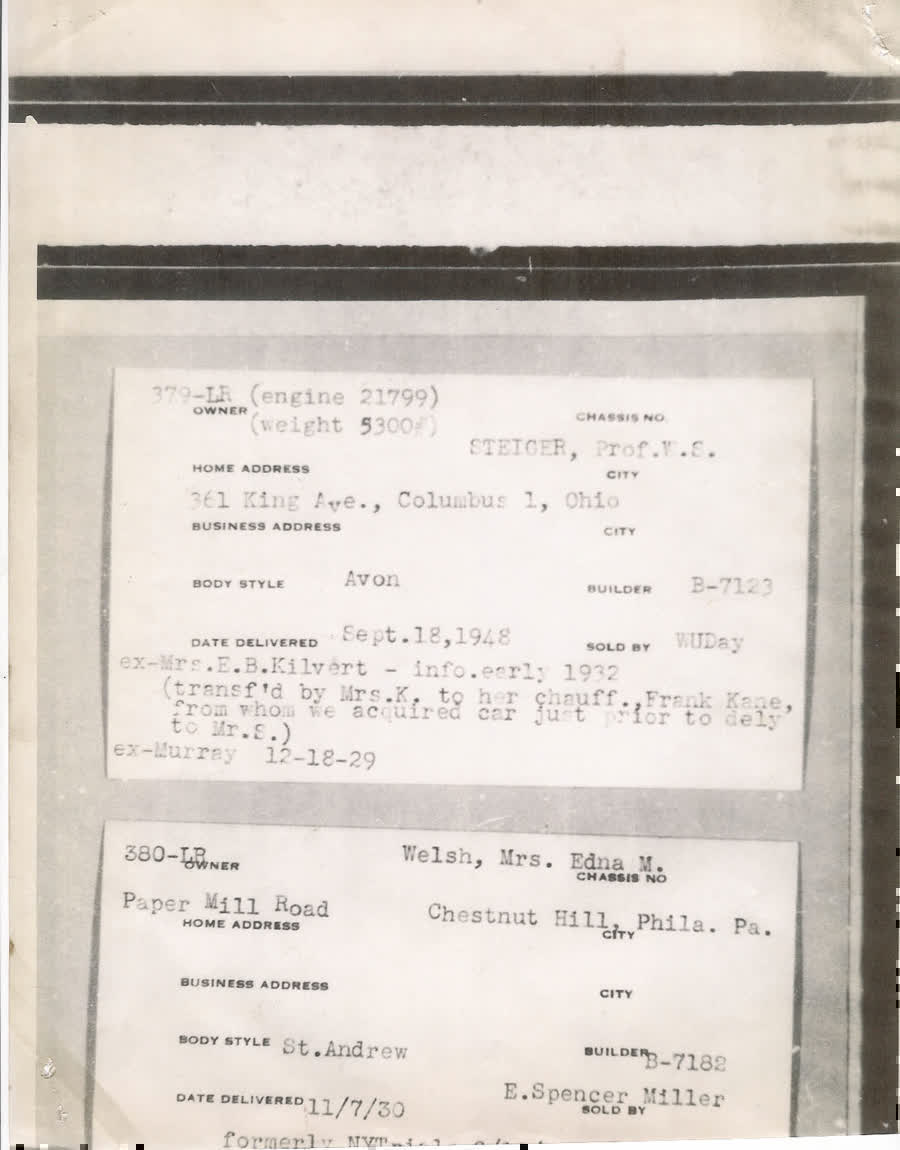 379-LR (engine 21799)
OWNER
CHASSIS NO.
(weight 5300#)
STEIGER, Prof.W.S.
HOME ADDRESS
CITY
361 King Ave., Columbus 1, Ohio
BUSINESS ADDRESS
CITY
BODY STYLE Avon BUILDER B-7123
DATE DELIVERED Sept.18,1948 SOLD BY WUDay
ex-Mrs.E.B.Kilvert - info.early 1932
(transf'd by Mrs.K. to her chauff.,Frank Kane,
from whom we acquired car just prior to dely
to Mr.S.)
ex-Murray 12-18-29
380-LR Welsh, Mrs. Edna M.
OWNER CHASSIS NO
Paper Mill Road Chestnut Hill, Phila. Pa.
HOME ADDRESS CITY
BUSINESS ADDRESS CITY
BODY STYLE St.Andrew BUILDER B-7182
DATE DELIVERED 11/7/30 E.Spencer Miller
SOLD BY
formerly